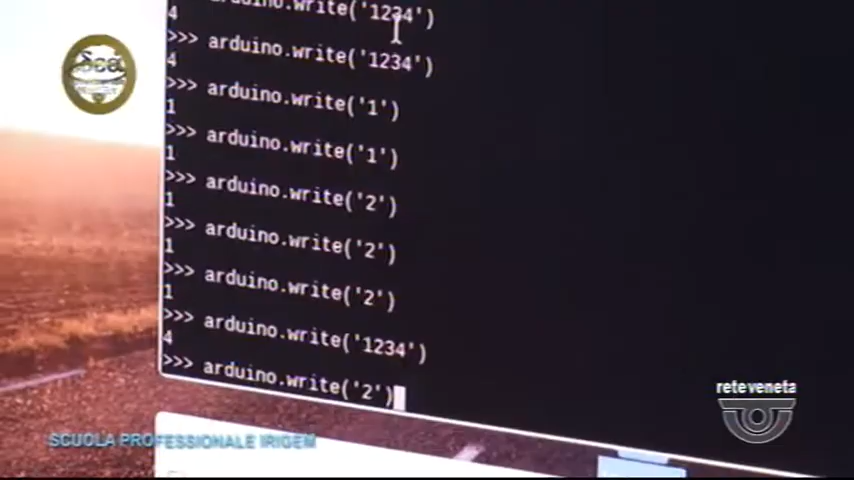 arduino.write('1234')
4
>>> arduino.write('1234')
4
>>> arduino.write('1')
1
>>> arduino.write('1')
1
>>> arduino.write('2')
1
>>> arduino.write('2')
1
>>> arduino.write('2')
1
>>> arduino.write('1234')
4
>>> arduino.write('2')
reteveneta
SCUOLA PROFESSIONALE IRIGEM